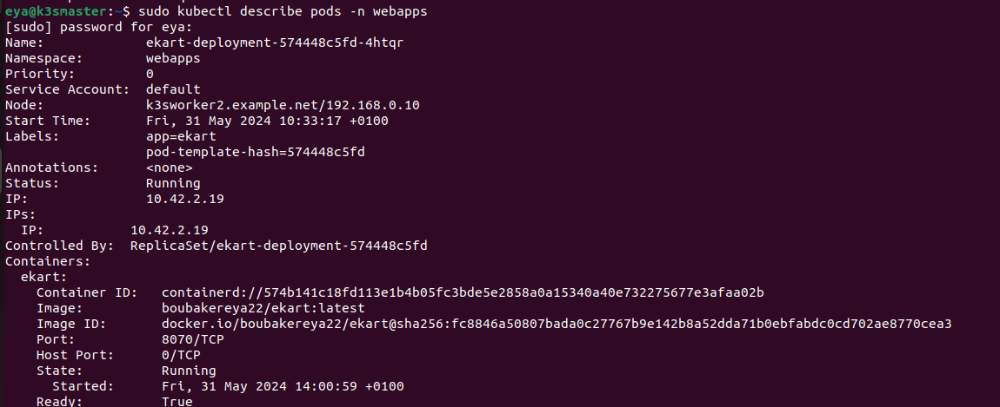 eya@k3smaster:~$ sudo kubectl describe pods -n webapps
[sudo] password for eya:
Name:             ekart-deployment-574448c5fd-4htqr
Namespace:        webapps
Priority:         0
Service Account:  default
Node:             k3sworker2.example.net/192.168.0.10
Start Time:       Fri, 31 May 2024 10:33:17 +0100
Labels:           app=ekart
                  pod-template-hash=574448c5fd
Annotations:      <none>
Status:           Running
IP:               10.42.2.19
IPs:
  IP:           10.42.2.19
Controlled By:  ReplicaSet/ekart-deployment-574448c5fd
Containers:
  ekart:
    Container ID:   containerd://574b141c18fd113e1b4b05fc3bde5e2858a0a15340a40e732275677e3afaa02b
    Image:          boubakereya22/ekart:latest
    Image ID:       docker.io/boubakereya22/ekart@sha256:fc8846a50807bada0c27767b9e142b8a52dda71b0ebfabdc0cd702ae8770cea3
    Port:           8070/TCP
    Host Port:      0/TCP
    State:          Running
      Started:      Fri, 31 May 2024 14:00:59 +0100
    Ready:          True